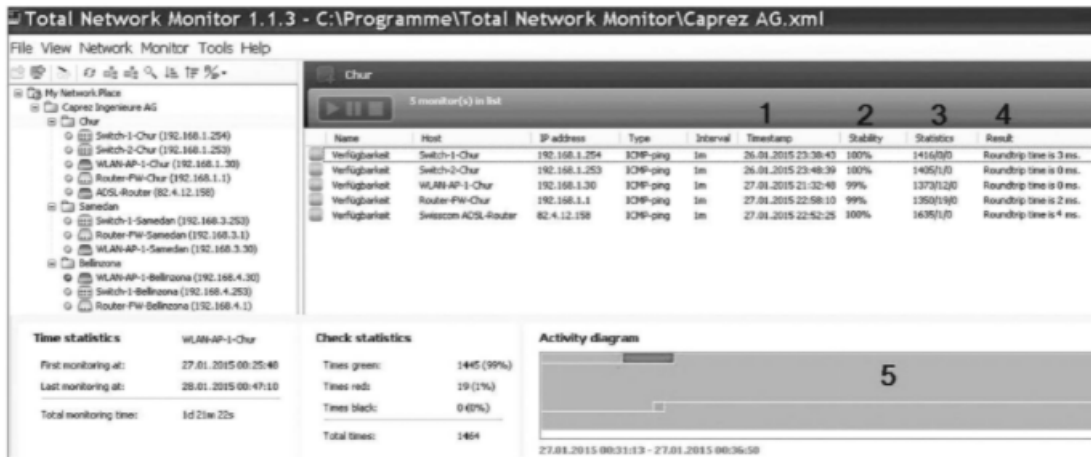 Total Network Monitor 1.1.3 - C:\Programme\Total Network Monitor\Caprez AG.xml
File View Network Monitor Tools Help
My Network Place
Caprez Ingenieure AG
Chur
Switch-1-Chur (192.168.1.254)
Switch-2-Chur (192.168.1.253)
WLAN-AP-1-Chur (192.168.1.30)
Router-FW-Chur (192.168.1.1)
ADSL-Router (82.4.12.158)
Samedan
Switch-1-Samedan (192.168.3.253)
Router-FW-Samedan (192.168.3.1)
WLAN-AP-1-Samedan (192.168.3.30)
Bellinzona
WLAN-AP-1-Bellinzona (192.168.4.30)
Switch-1-Bellinzona (192.168.4.253)
Router-FW-Bellinzona (192.168.4.1)
Chur
5 monitor(s) in list
1 2 3 4
Name Host IP address Type Interval Timestamp Stability Statistics Result
Verfügbarkeit Switch-1-Chur 192.168.1.254 ICMP-ping 1m 26.01.2015 23:38:43 100% 1416/0/0 Roundtrip time is 3 ms.
Verfügbarkeit Switch-2-Chur 192.168.1.253 ICMP-ping 1m 26.01.2015 23:48:39 100% 1405/1/0 Roundtrip time is 0 ms.
Verfügbarkeit WLAN-AP-1-Chur 192.168.1.30 ICMP-ping 1m 27.01.2015 21:32:48 99% 1373/12/0 Roundtrip time is 0 ms.
Verfügbarkeit Router-FW-Chur 192.168.1.1 ICMP-ping 1m 27.01.2015 22:58:10 99% 1350/19/0 Roundtrip time is 2 ms.
Verfügbarkeit Swisscom ADSL-Router 82.4.12.158 ICMP-ping 1m 27.01.2015 22:52:25 100% 1635/1/0 Roundtrip time is 4 ms.
Time statistics WLAN-AP-1-Chur
First monitoring at: 27.01.2015 00:25:48
Last monitoring at: 28.01.2015 00:47:10
Total monitoring time: 1d 21m 22s
Check statistics
Times green: 1445 (99%)
Times red: 19 (1%)
Times black: 0 (0%)
Total times: 1464
Activity diagram
5
27.01.2015 00:31:13 - 27.01.2015 00:36:50